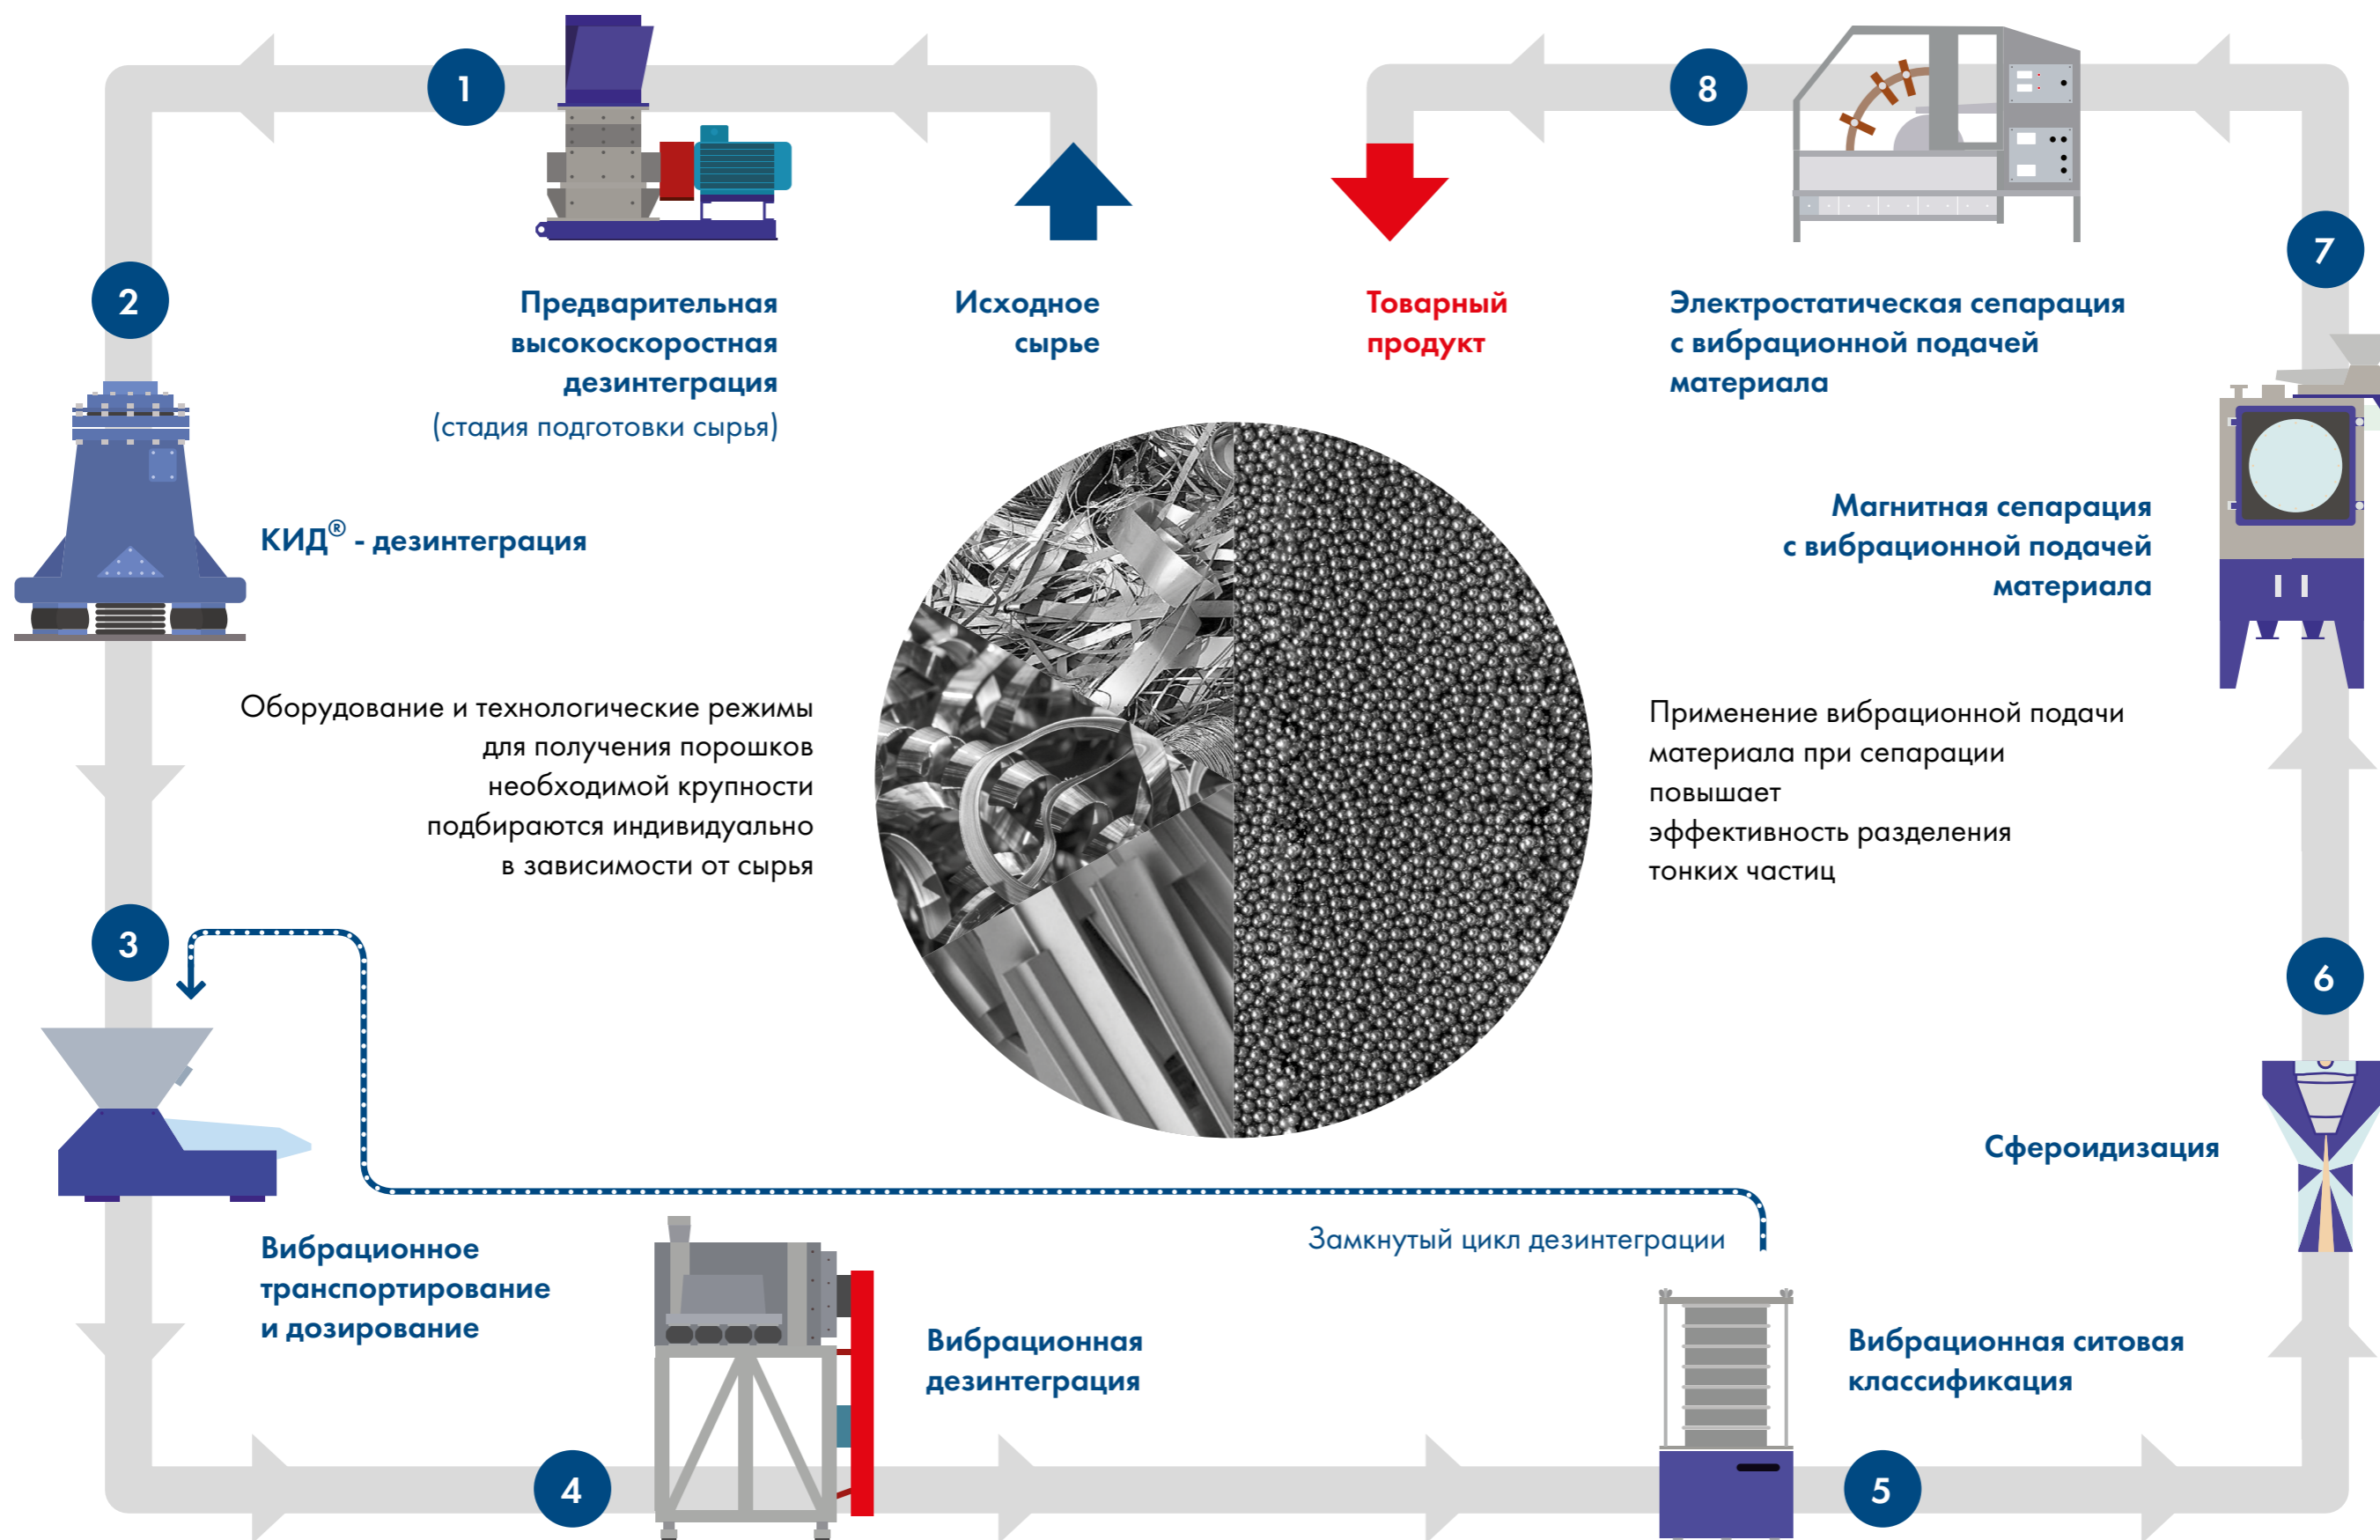 1
Предварительная
высокоскоростная
дезинтеграция
(стадия подготовки сырья)
Исходное
сырье
Товарный
продукт
8
Электростатическая сепарация
с вибрационной подачей
материала
2
КИД® - дезинтеграция
7
Магнитная сепарация
с вибрационной подачей
материала
Оборудование и технологические режимы
для получения порошков
необходимой крупности
подбираются индивидуально
в зависимости от сырья
Применение вибрационной подачи
материала при сепарации
повышает
эффективность разделения
тонких частиц
3
Вибрационное
транспортирование
и дозирование
6
Сфероидизация
Замкнутый цикл дезинтеграции
4
Вибрационная
дезинтеграция
5
Вибрационная ситовая
классификация